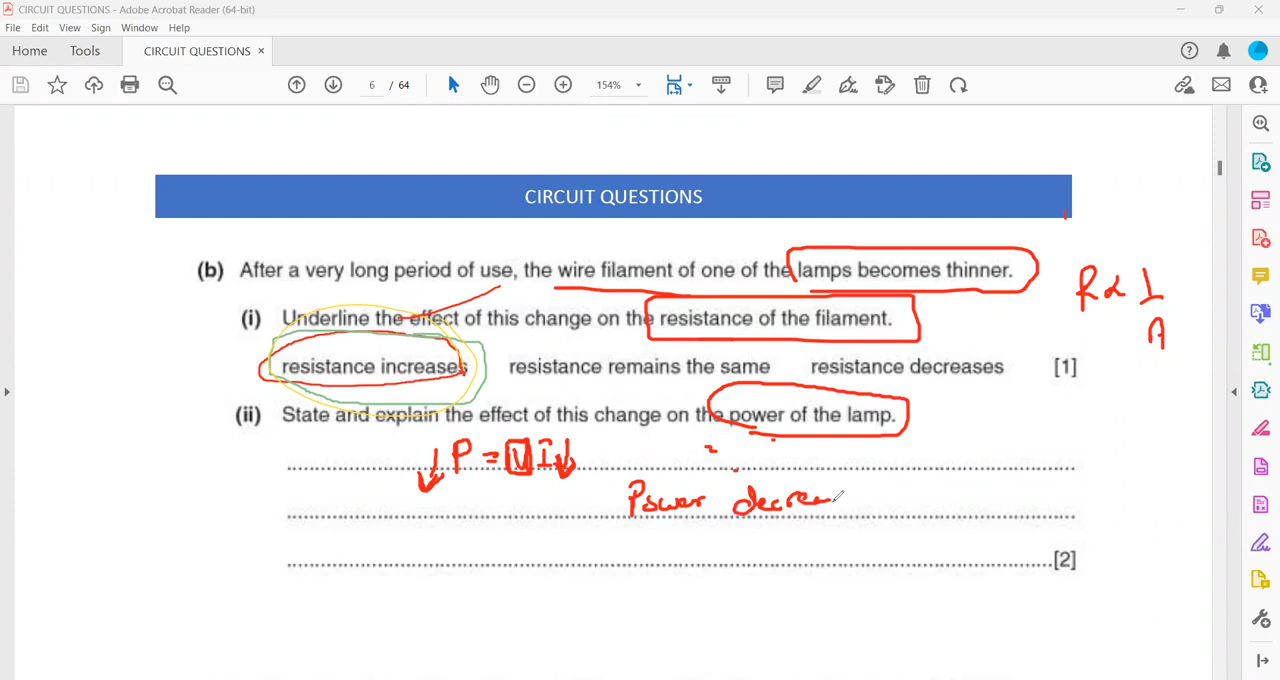 CIRCUIT QUESTIONS - Adobe Acrobat Reader (64-bit)
File Edit View Sign Window Help
Home Tools CIRCUIT QUESTIONS ×
6 / 64 154%
CIRCUIT QUESTIONS
(b) After a very long period of use, the wire filament of one of the lamps becomes thinner.
R ∝ 1
A
(i) Underline the effect of this change on the resistance of the filament.
resistance increases resistance remains the same resistance decreases [1]
(ii) State and explain the effect of this change on the power of the lamp.
↓ P = V I ↓
Power decrea
[2]